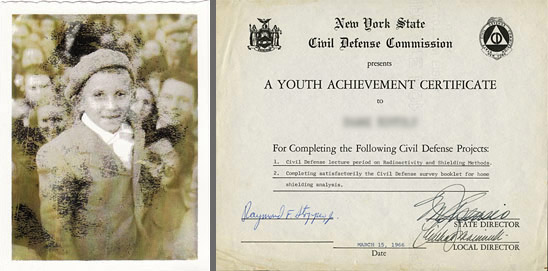 New York State
Civil Defense Commission
presents
A YOUTH ACHIEVEMENT CERTIFICATE
to
For Completing the Following Civil Defense Projects:
1. Civil Defense lecture period on Radioactivity and Shielding Methods.
2. Completing satisfactorily the Civil Defense survey booklet for home
shielding analysis.
Raymond F.
STATE DIRECTOR
MARCH 15, 1966
LOCAL DIRECTOR
Date